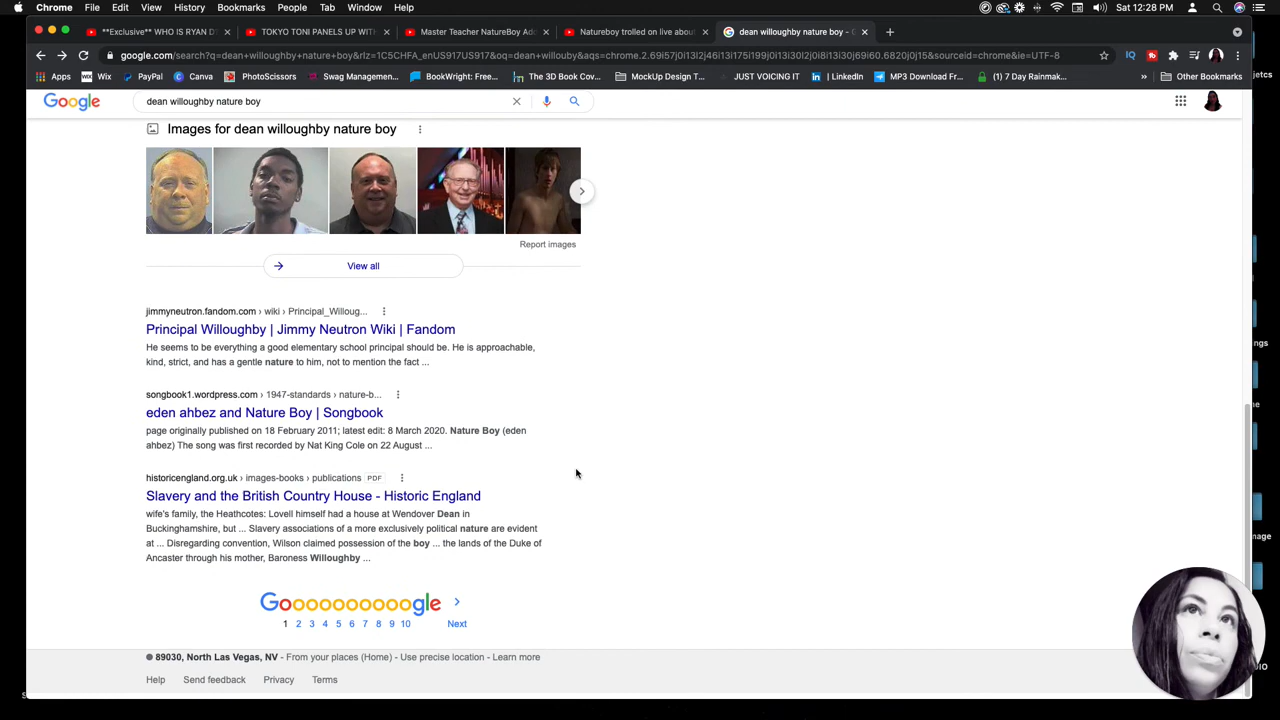 Chrome File Edit View History Bookmarks People Tab Window Help Sat 12:28 PM
**Exclusive** WHO IS RYAN D
TOKYO TONI PANELS UP WIT
Master Teacher NatureBoy Add
Natureboy trolled on live about
dean willoughby nature boy -
google.com/search?q=dean+willoughby+nature+boy&rlz=1C5CHFA_enUS917US917&oq=dean+willouby&aqs=chrome.2.69i57j0i13l2j46i13i175i199j0i13i30l2j0i8i13i30j69i60.6820j0j15&sourceid=chrome&ie=UTF-8
Apps Wix PayPal Canva PhotoScissors Swag Managemen... BookWright: Free... The 3D Book Cov... MockUp Design T... JUST VOICING IT LinkedIn MP3 Download Fr... (1) 7 Day Rainmak... » Other Bookmarks
Google
dean willoughby nature boy
Images for dean willoughby nature boy
Report images
View all
jimmyneutron.fandom.com › wiki › Principal_Willoug...
Principal Willoughby | Jimmy Neutron Wiki | Fandom
He seems to be everything a good elementary school principal should be. He is approachable,
kind, strict, and has a gentle nature to him, not to mention the fact ...
songbook1.wordpress.com › 1947-standards › nature-b...
eden ahbez and Nature Boy | Songbook
page originally published on 18 February 2011; latest edit: 8 March 2020. Nature Boy (eden
ahbez) The song was first recorded by Nat King Cole on 22 August ...
historicengland.org.uk › images-books › publications PDF
Slavery and the British Country House - Historic England
wife's family, the Heathcotes: Lovell himself had a house at Wendover Dean in
Buckinghamshire, but ... Slavery associations of a more exclusively political nature are evident
at ... Disregarding convention, Wilson claimed possession of the boy ... the lands of the Duke of
Ancaster through his mother, Baroness Willoughby ...
Goooooooooogle
1 2 3 4 5 6 7 8 9 10 Next
89030, North Las Vegas, NV - From your places (Home) - Use precise location - Learn more
Help Send feedback Privacy Terms